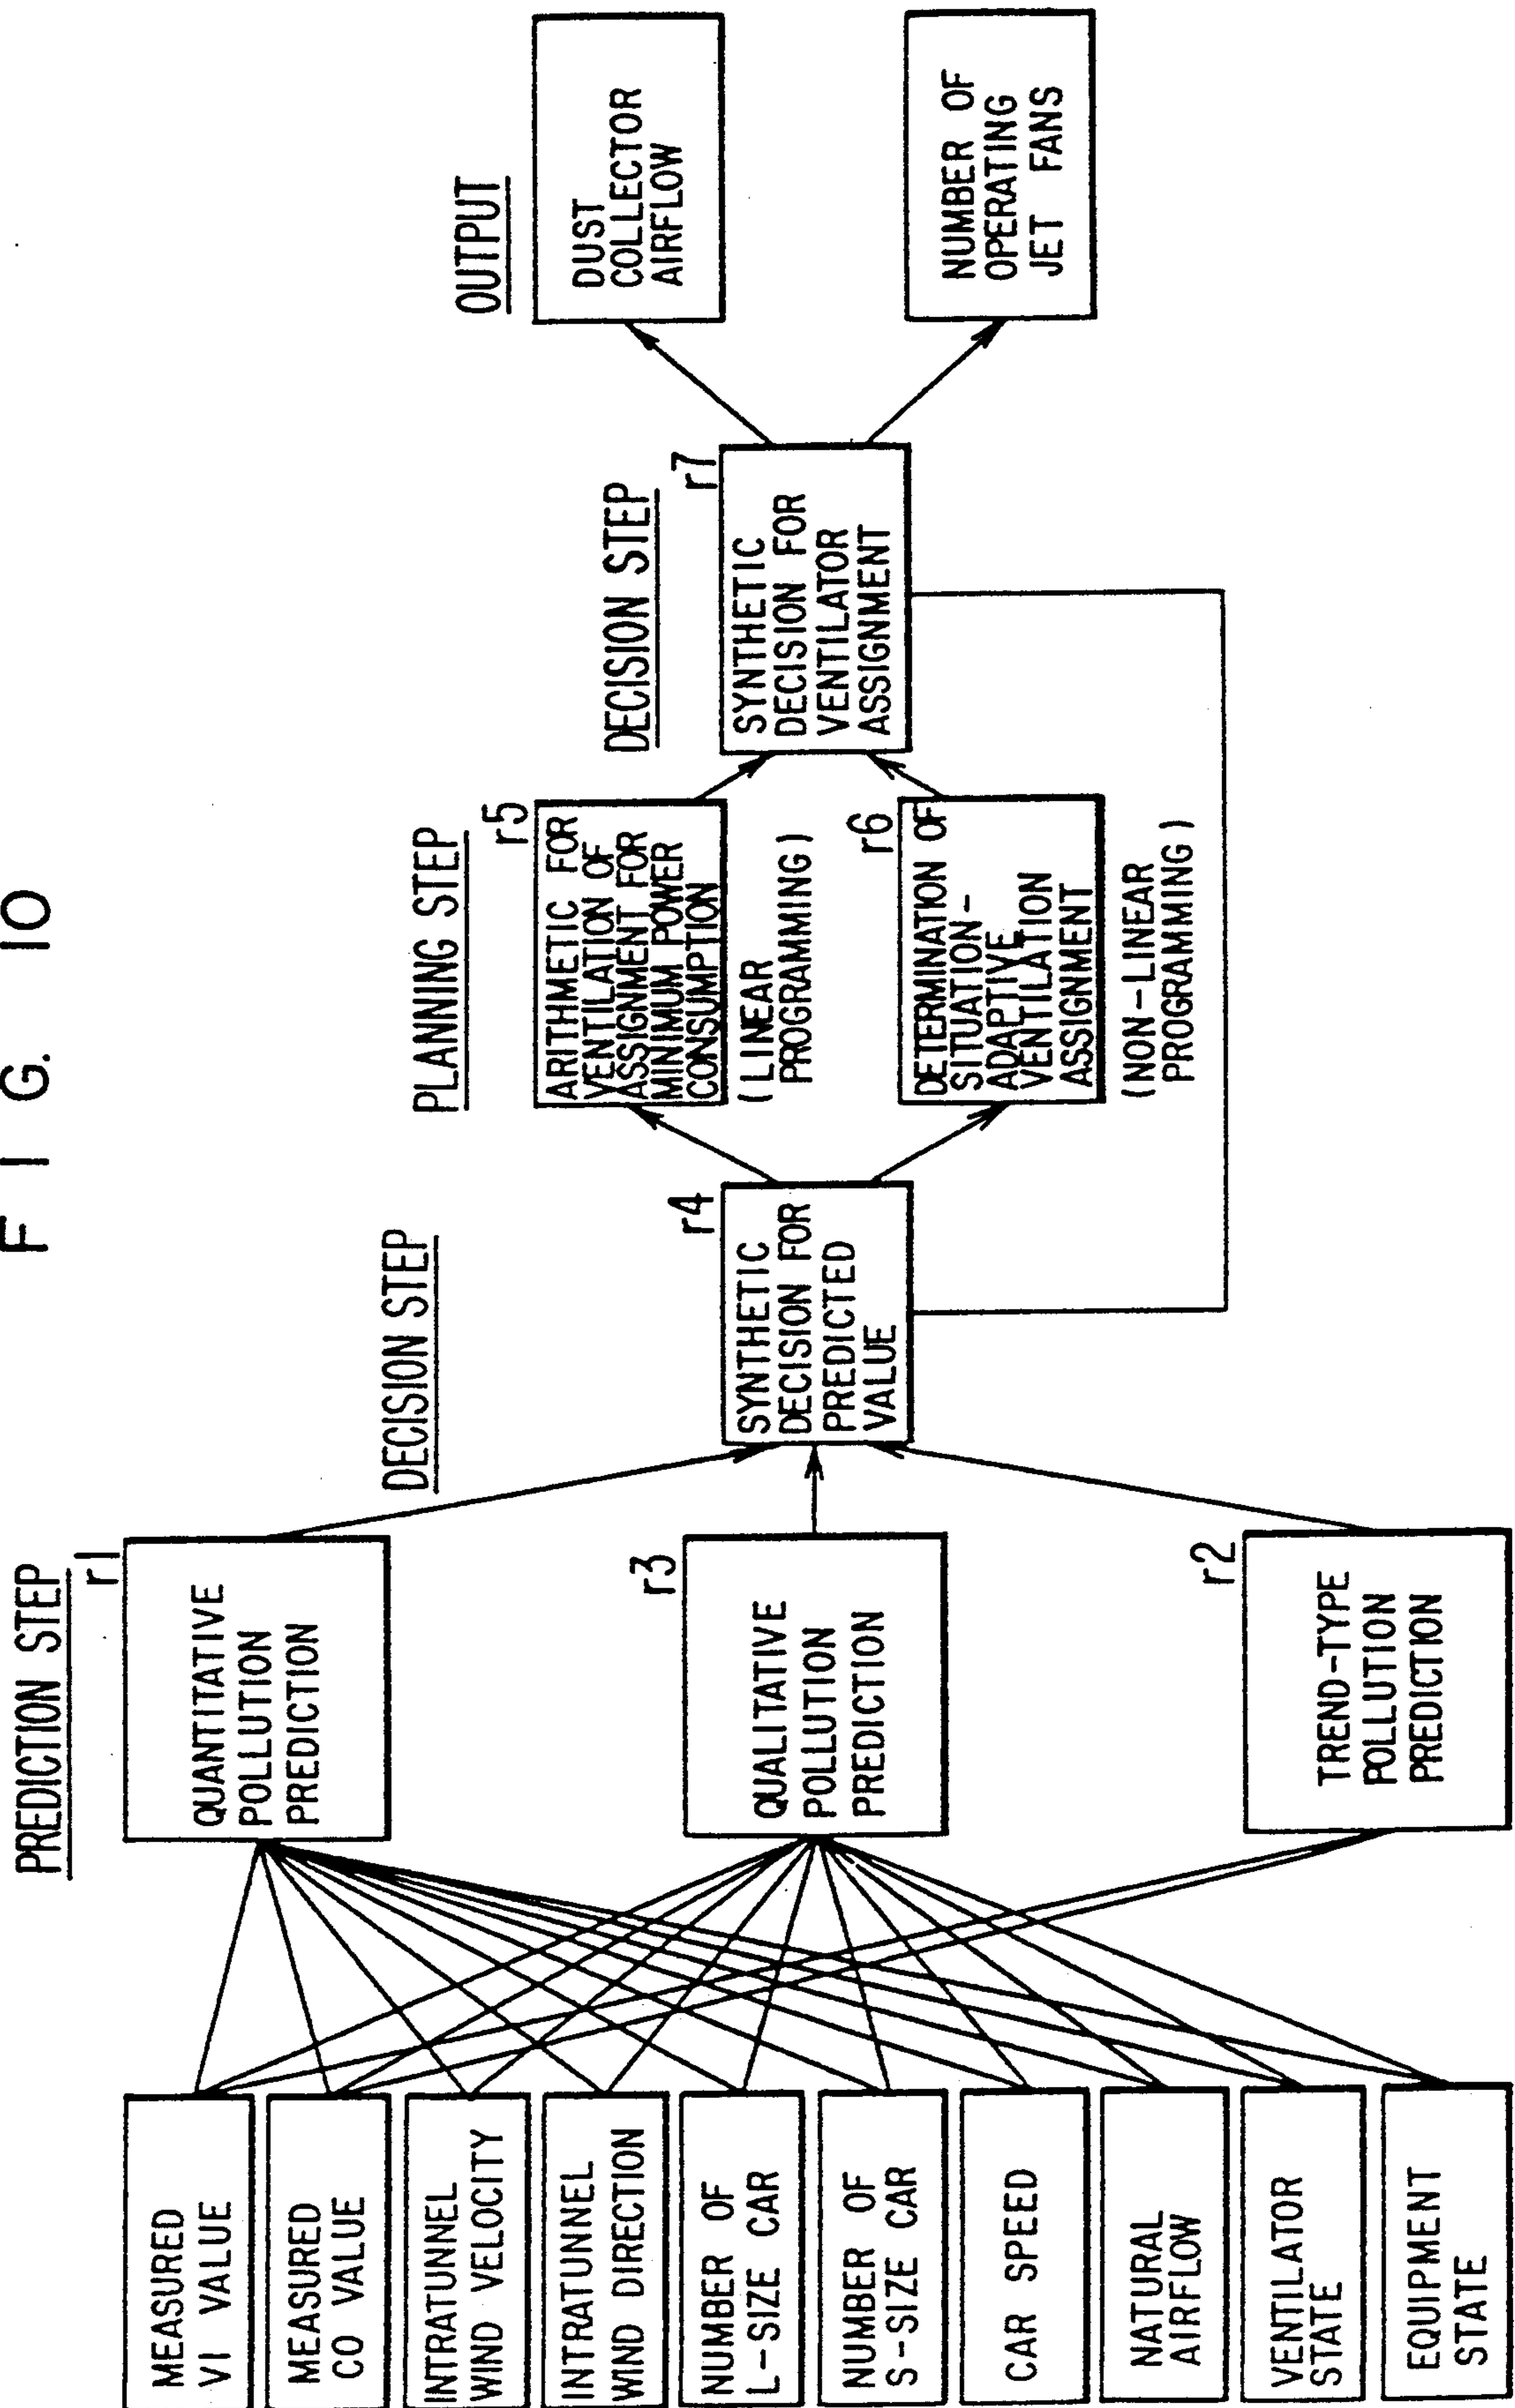 FIG. 10
PREDICTION STEP
DECISION STEP
PLANNING STEP
DECISION STEP
OUTPUT
MEASURED
VI VALUE
MEASURED
CO VALUE
INTRATUNNEL
WIND VELOCITY
INTRATUNNEL
WIND DIRECTION
NUMBER OF
L-SIZE CAR
NUMBER OF
S-SIZE CAR
CAR SPEED
NATURAL
AIRFLOW
VENTILATOR
STATE
EQUIPMENT
STATE
r1
QUANTITATIVE
POLLUTION
PREDICTION
r3
QUALITATIVE
POLLUTION
PREDICTION
r2
TREND-TYPE
POLLUTION
PREDICTION
r4
SYNTHETIC
DECISION FOR
PREDICTED
VALUE
r5
ARITHMETIC FOR
VENTILATION OF
ASSIGNMENT FOR
MINIMUM POWER
CONSUMPTION
(LINEAR
PROGRAMMING)
r6
DETERMINATION OF
SITUATION-
ADAPTIVE
VENTILATION
ASSIGNMENT
(NON-LINEAR
PROGRAMMING)
r7
SYNTHETIC
DECISION FOR
VENTILATOR
ASSIGNMENT
DUST
COLLECTOR
AIRFLOW
NUMBER OF
OPERATING
JET FANS